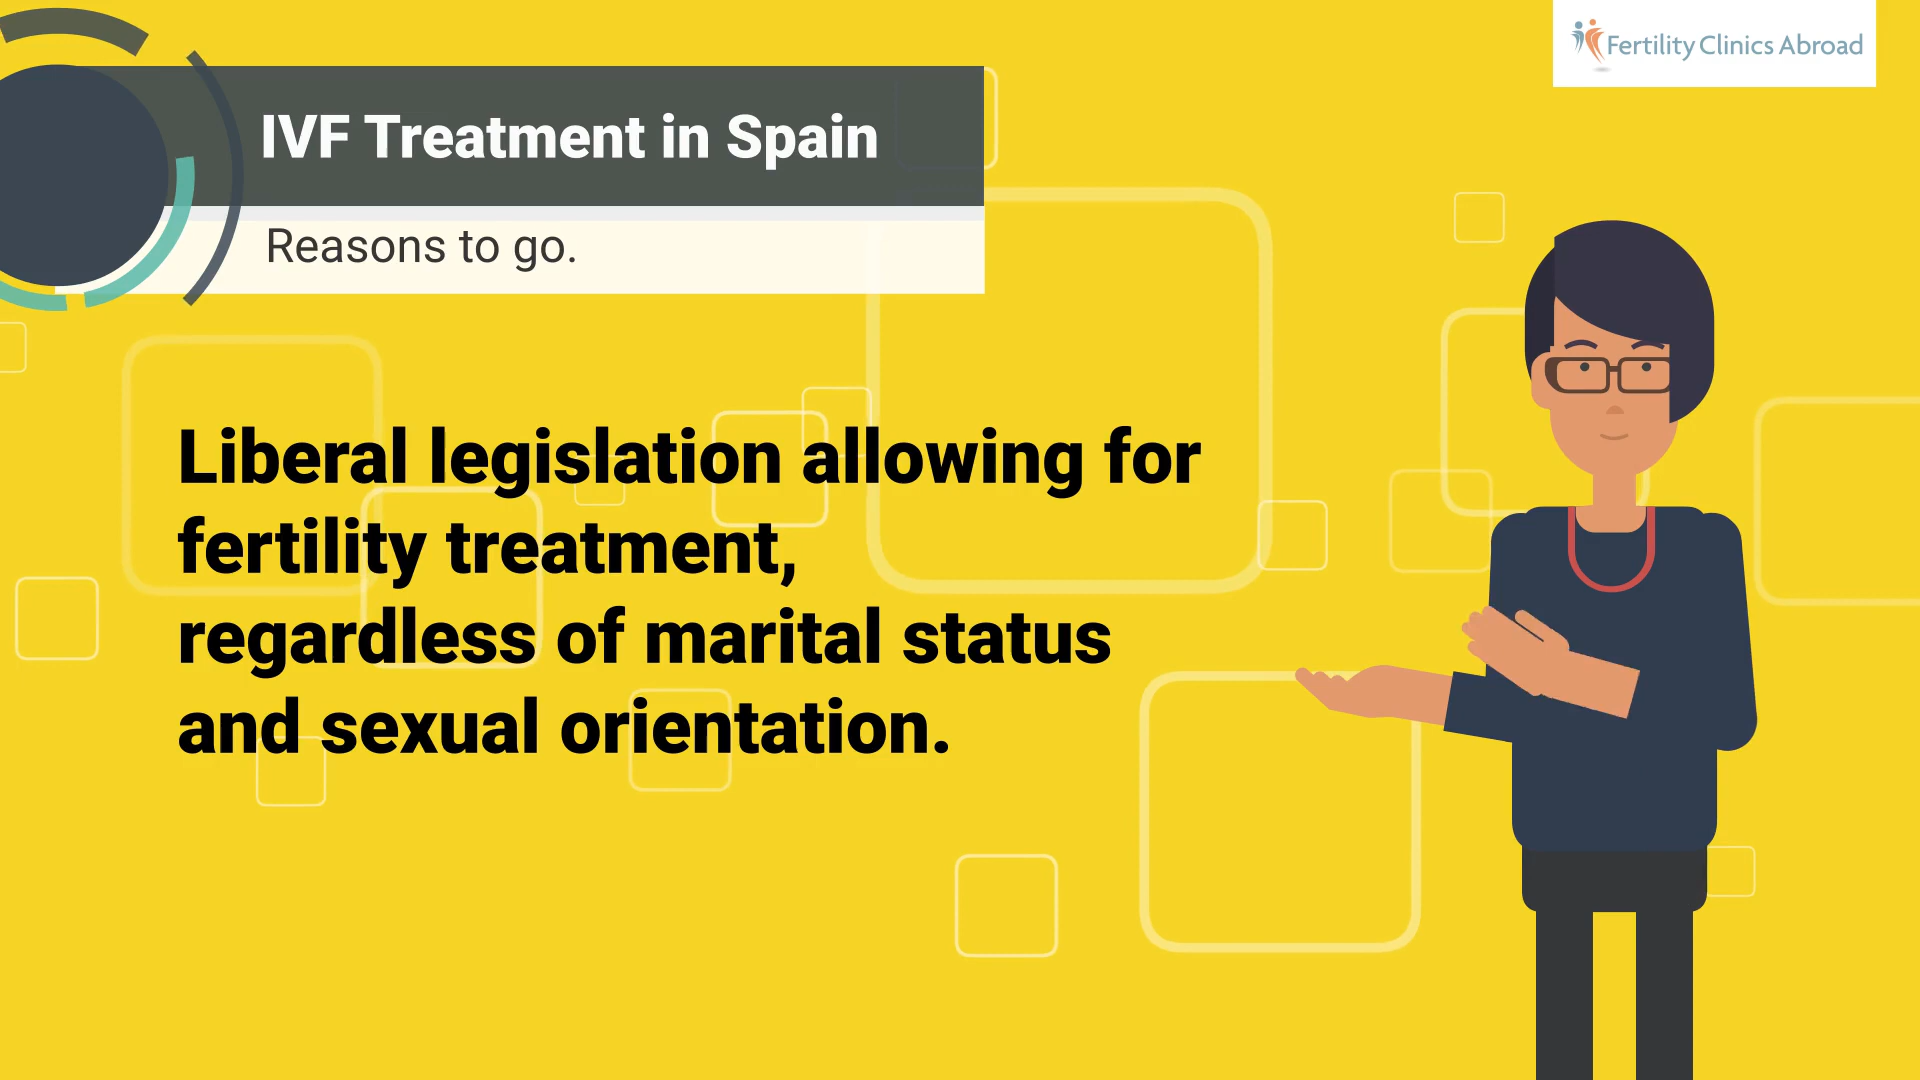 Fertility Clinics Abroad
IVF Treatment in Spain
Reasons to go.
Liberal legislation allowing for
fertility treatment,
regardless of marital status
and sexual orientation.